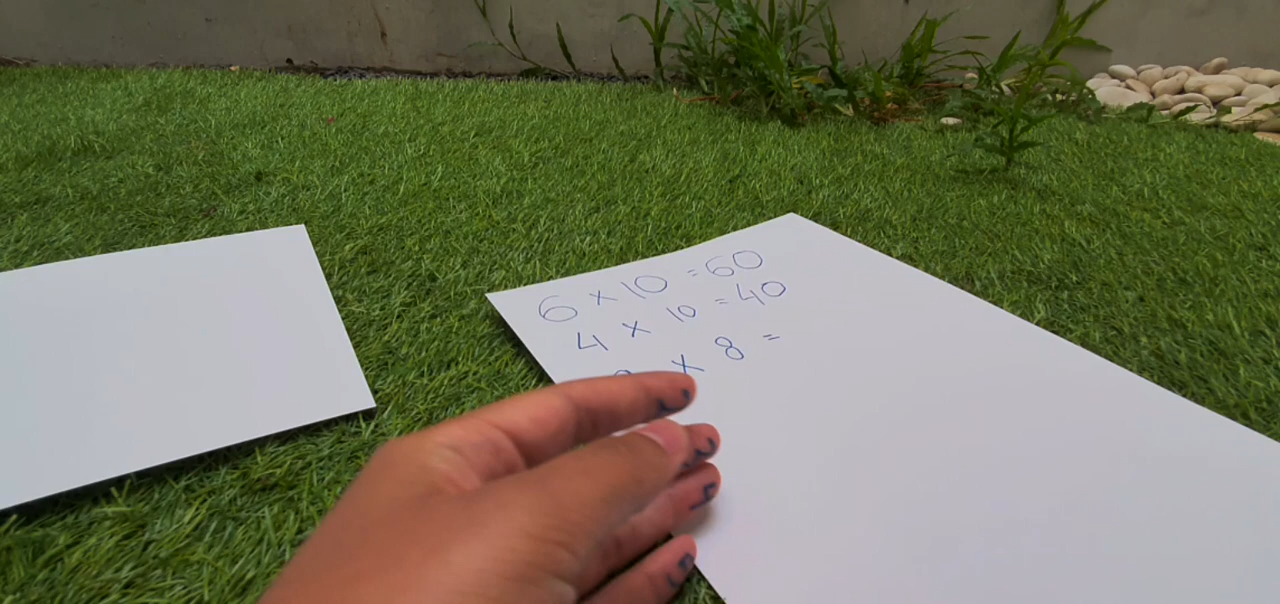 6 × 10 = 60
4 × 10 = 40
× 8 =